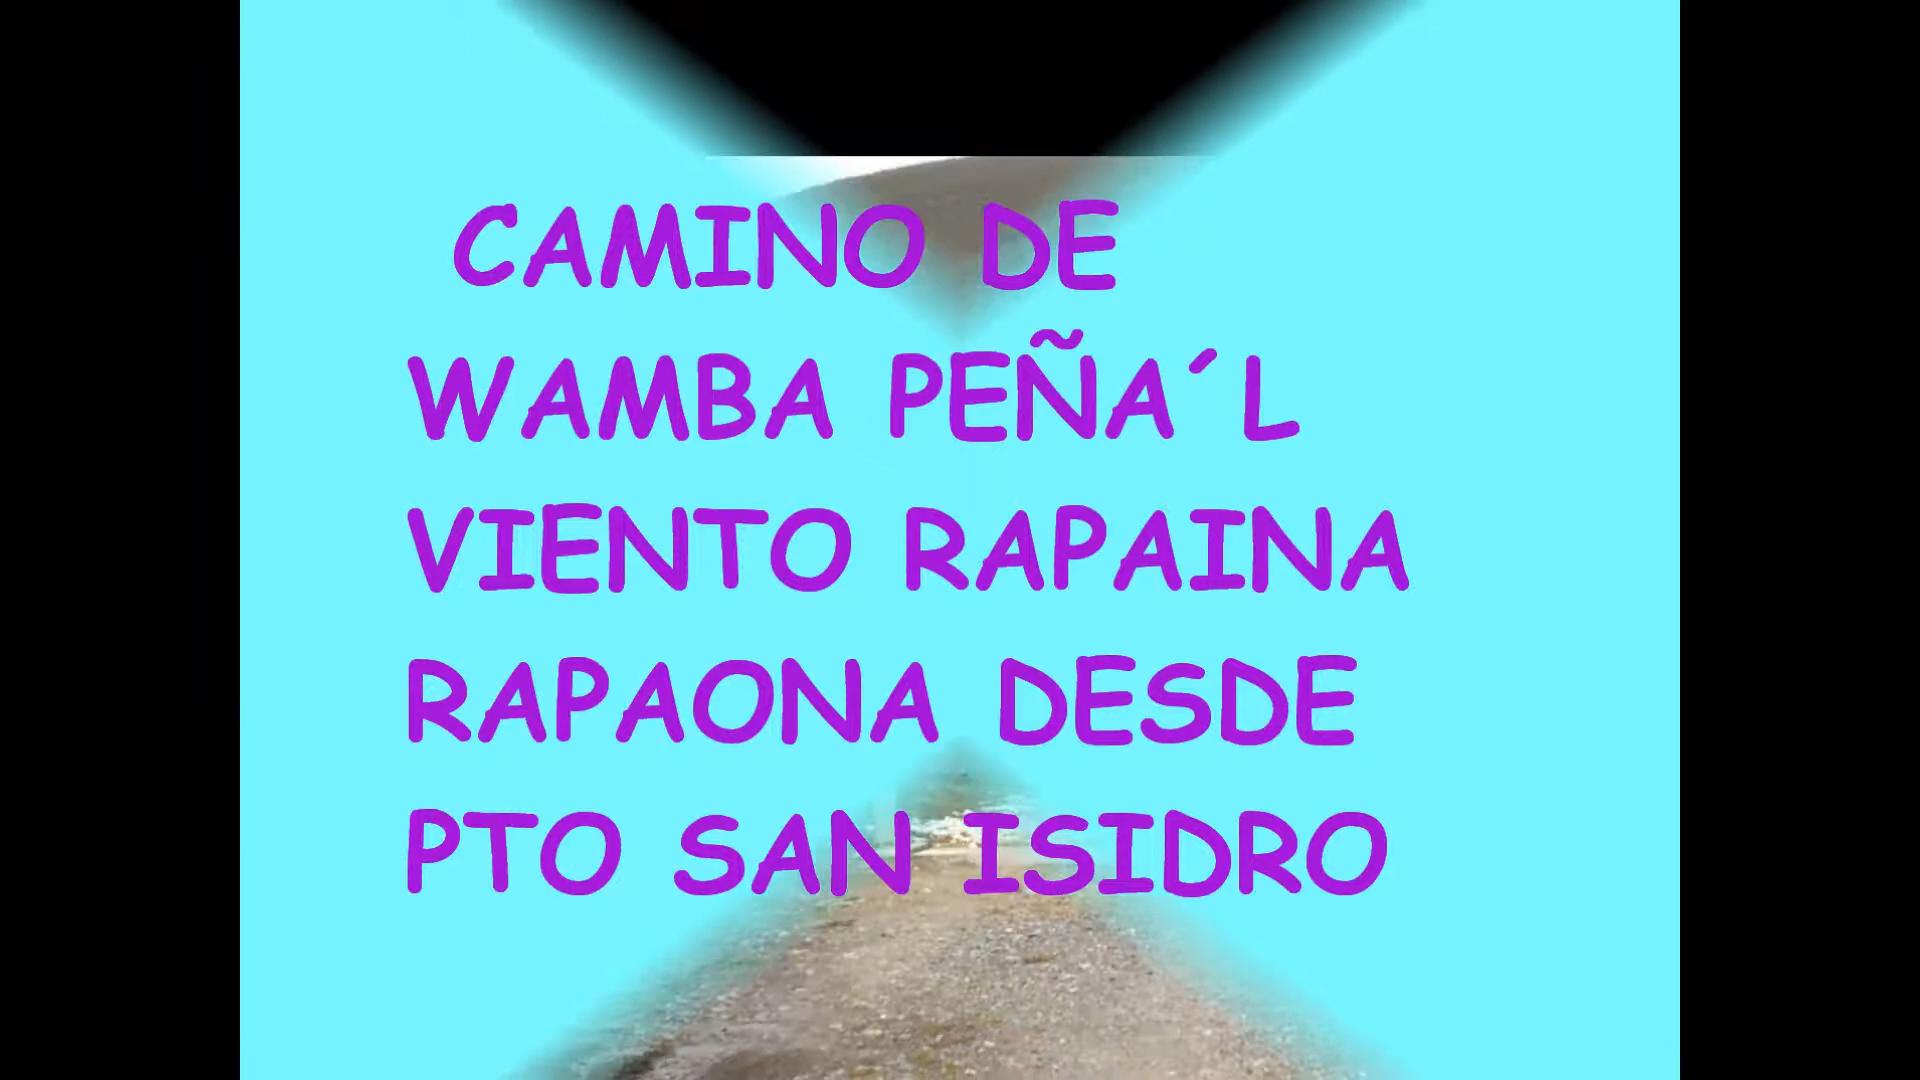 CAMINO DE
WAMBA PEÑA´L
VIENTO RAPAINA
RAPAONA DESDE
PTO SAN ISIDRO